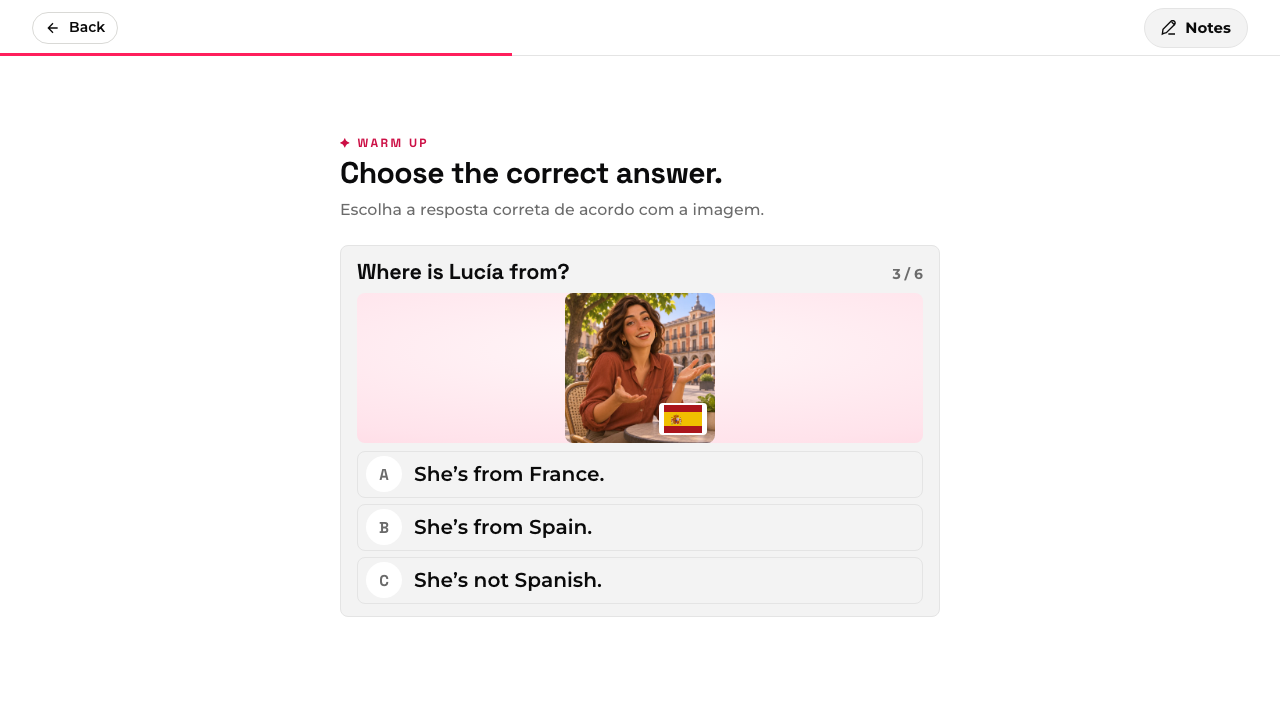 Back
Notes
WARM UP
Choose the correct answer.
Escolha a resposta correta de acordo com a imagem.
Where is Lucía from?
3 / 6
A
She’s from France.
B
She’s from Spain.
C
She’s not Spanish.